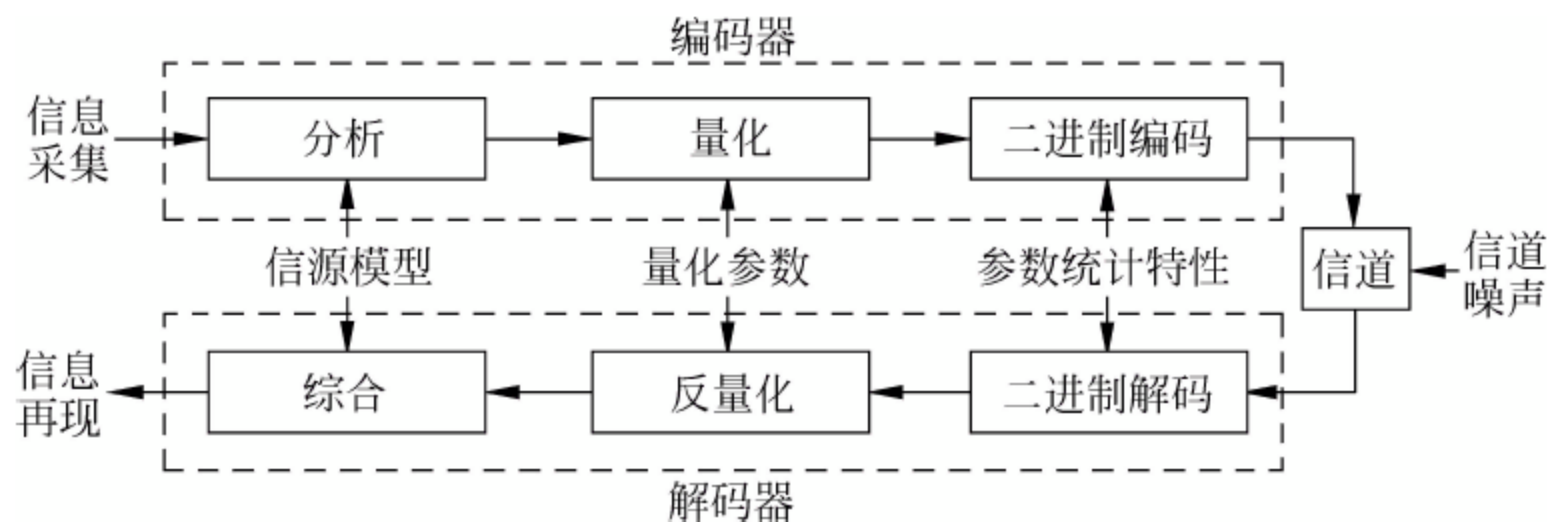 编码器
信息
采集
分析
量化
二进制编码
信源模型
量化参数
参数统计特性
信道
信道
噪声
信息
再现
综合
反量化
二进制解码
解码器